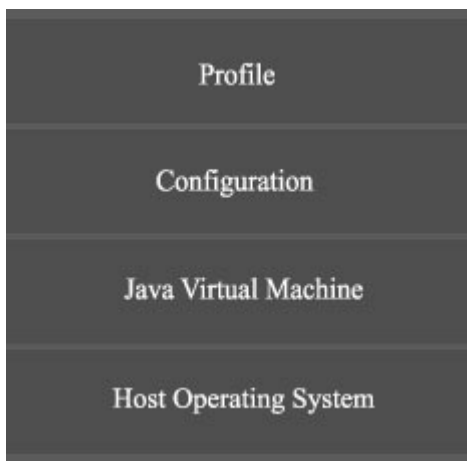 Profile
Configuration
Java Virtual Machine
Host Operating System